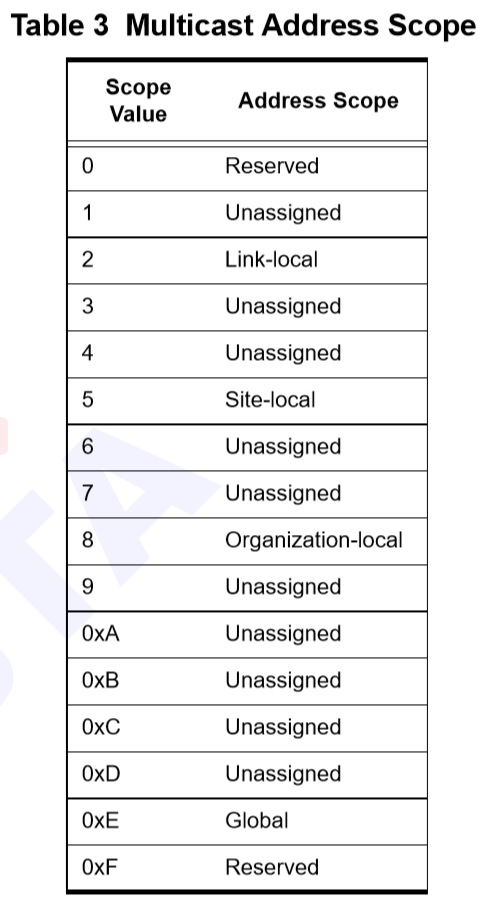 Table 3 Multicast Address Scope
Scope Value Address Scope
0 Reserved
1 Unassigned
2 Link-local
3 Unassigned
4 Unassigned
5 Site-local
6 Unassigned
7 Unassigned
8 Organization-local
9 Unassigned
0xA Unassigned
0xB Unassigned
0xC Unassigned
0xD Unassigned
0xE Global
0xF Reserved
TA